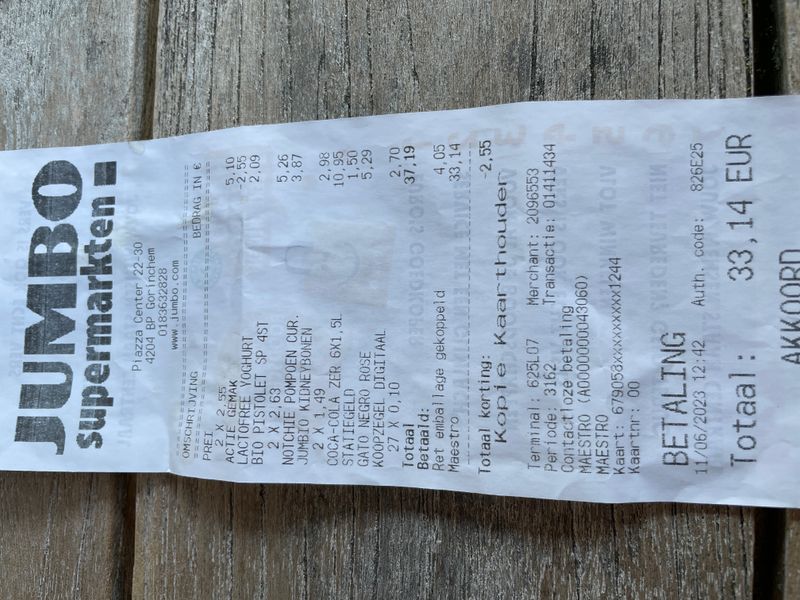 JUMBO
supermarkten
Piazza Center 22-30
4204 BP Gorinchem
0183632828
www.jumbo.com
OMSCHRIJVING BEDRAG IN €
2 X 2,55 5,10
ACTIE GEMAK -2,55
LACTOFREE YOGHURT 2,09
BIO PISTOLET SP 4ST
2 X 2,63 5,26
NOTCHIE POMPOEN CUR. 3,87
JUMBO KIDNEYBONEN
2 X 1,49 2,98
COCA-COLA ZER 6X1,5L 10,95
STATIEGELD 1,50
GATO NEGRO ROSE 5,29
KOOPZEGEL DIGITAAL
27 X 0,10 2,70
Totaal 37,19
Betaald:
Ret emballage gekoppeld 4,05
Maestro 33,14
Totaal korting: -2,55
Kopie Kaarthouder
Terminal: 625L07 Merchant: 2096553
Periode: 3162 Transactie: 01411434
Contactloze betaling
MAESTRO (A0000000043060)
MAESTRO
Kaart: 679058xxxxxxxxx1244
Kaartnr: 00
BETALING
11/06/2023 12:42 Auth. code: 826E25
Totaal: 33,14 EUR
AKKOORD